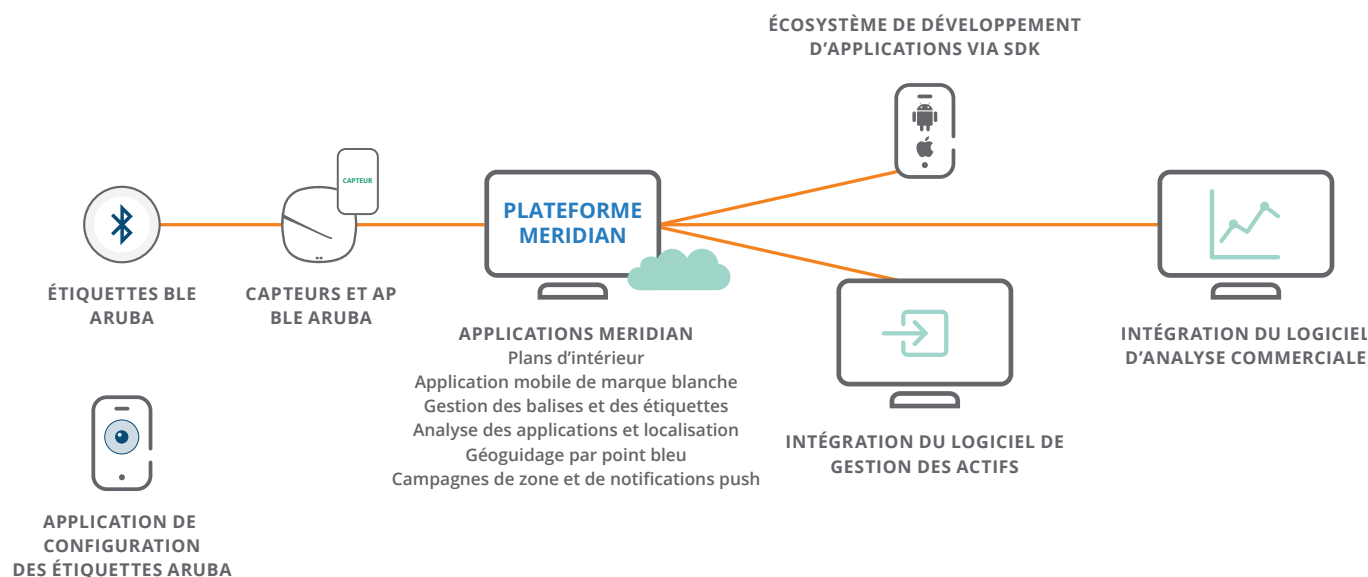 ÉCOSYSTÈME DE DÉVELOPPEMENT
D’APPLICATIONS VIA SDK
CAPTEUR
PLATEFORME
MERIDIAN
ÉTIQUETTES BLE
ARUBA
CAPTEURS ET AP
BLE ARUBA
APPLICATIONS MERIDIAN
Plans d’intérieur
Application mobile de marque blanche
Gestion des balises et des étiquettes
Analyse des applications et localisation
Géoguidage par point bleu
Campagnes de zone et de notifications push
INTÉGRATION DU LOGICIEL
D’ANALYSE COMMERCIALE
INTÉGRATION DU LOGICIEL DE
GESTION DES ACTIFS
APPLICATION DE
CONFIGURATION
DES ÉTIQUETTES ARUBA